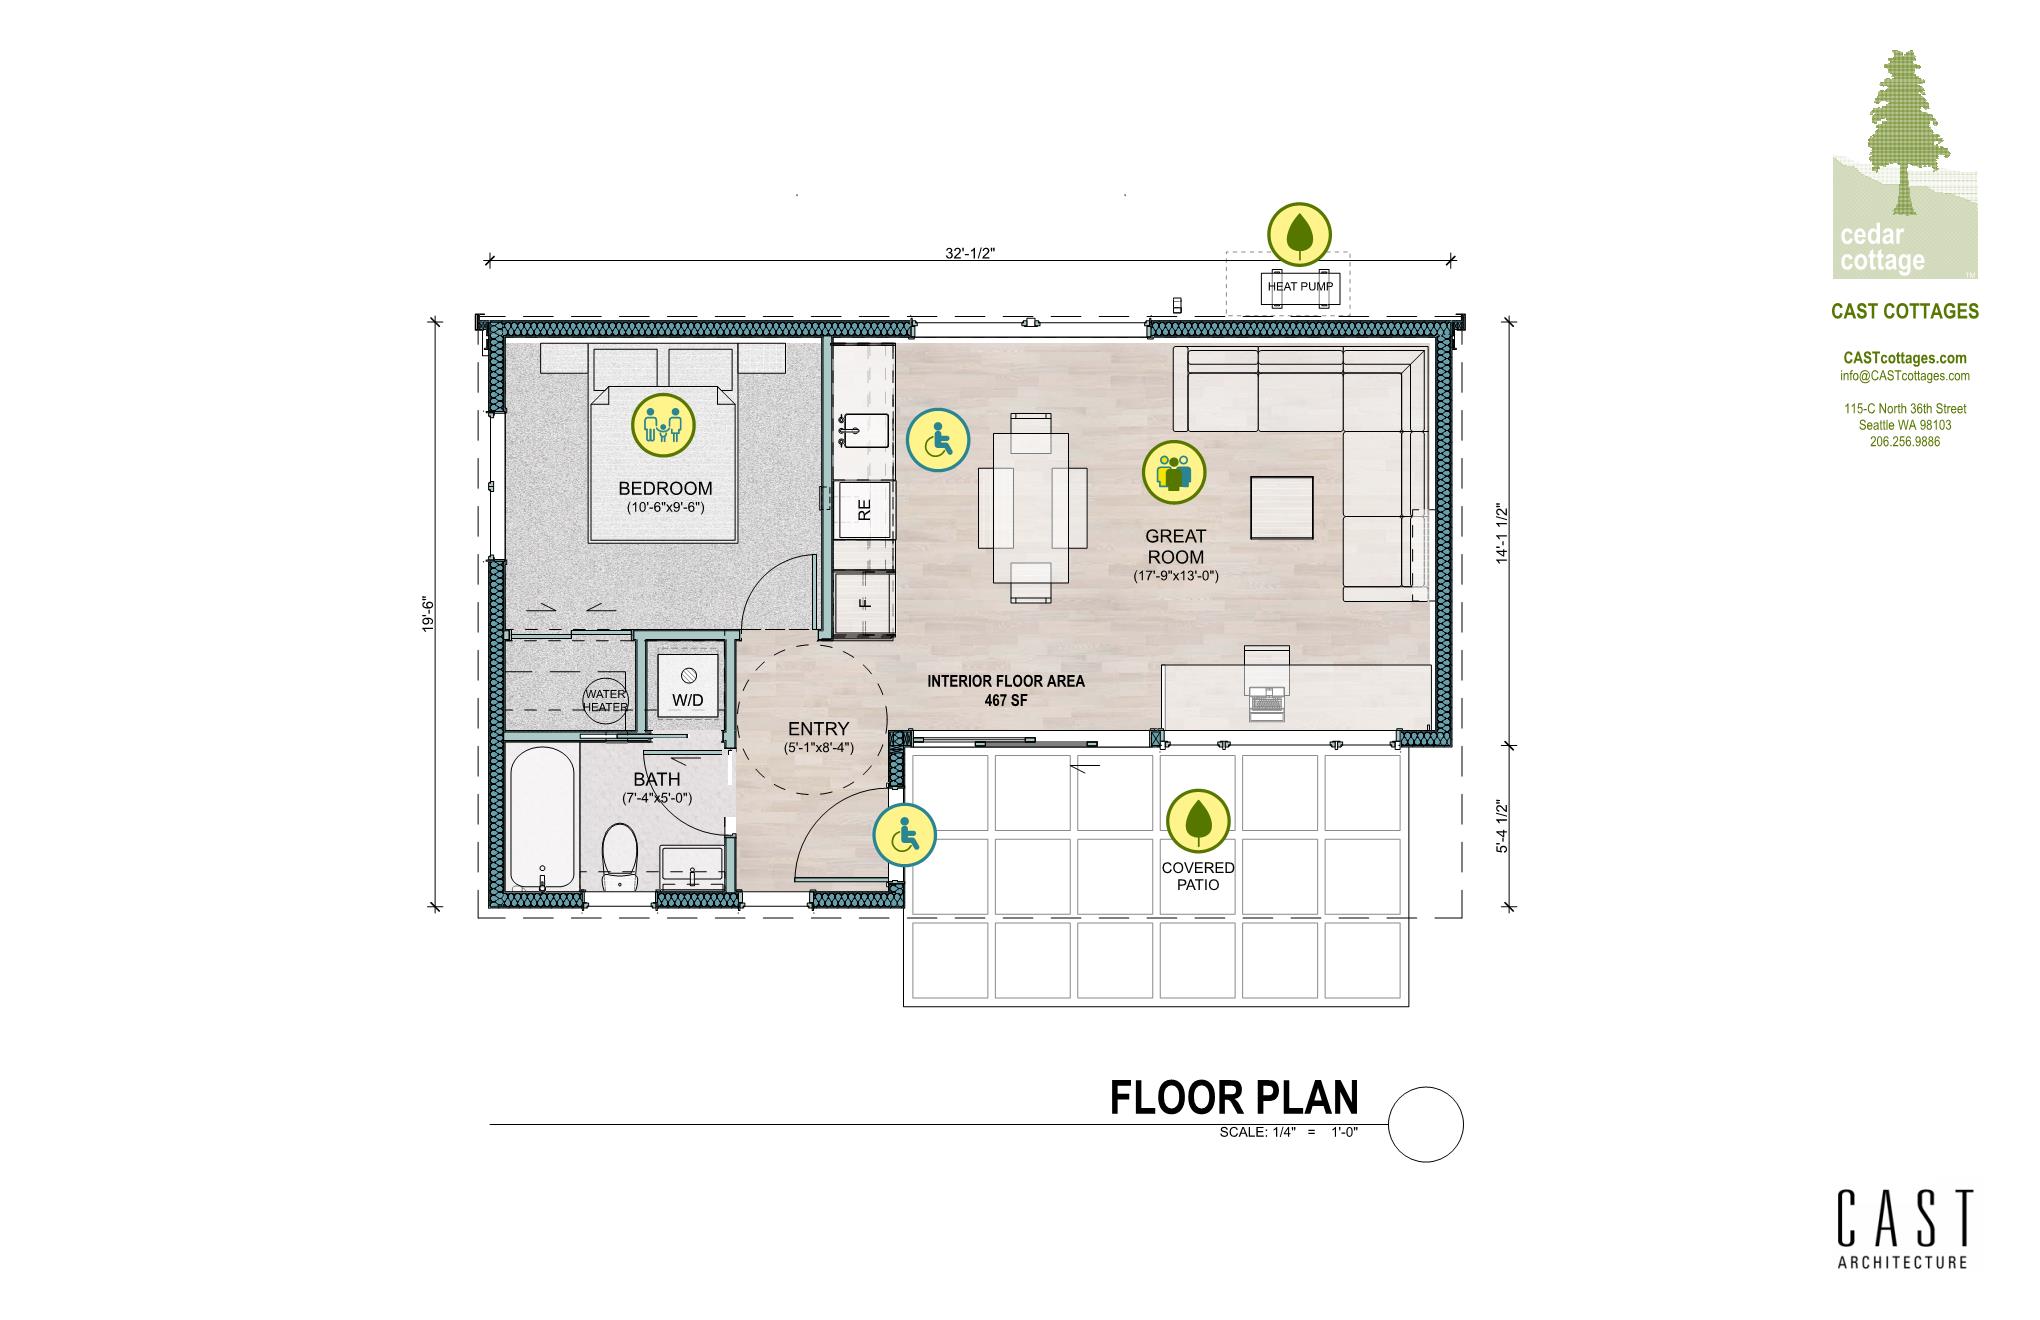 cedar
cottage
TM
CAST COTTAGES
CASTcottages.com
info@CASTcottages.com
115-C North 36th Street
Seattle WA 98103
206.256.9886
32'-1/2"
HEAT PUMP
19'-6"
14'-1 1/2"
5'-4 1/2"
BEDROOM
(10'-6"x9'-6")
RE
F
GREAT
ROOM
(17'-9"x13'-0")
INTERIOR FLOOR AREA
467 SF
WATER
HEATER
W/D
ENTRY
(5'-1"x8'-4")
BATH
(7'-4"x5'-0")
COVERED
PATIO
FLOOR PLAN
SCALE: 1/4" = 1'-0"
CAST
ARCHITECTURE